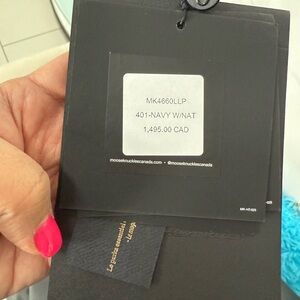 MK4660LLP
401-NAVY W/NAT
1,495.00 CAD
mooseknucklescanada.com • @mooseknucklescanada